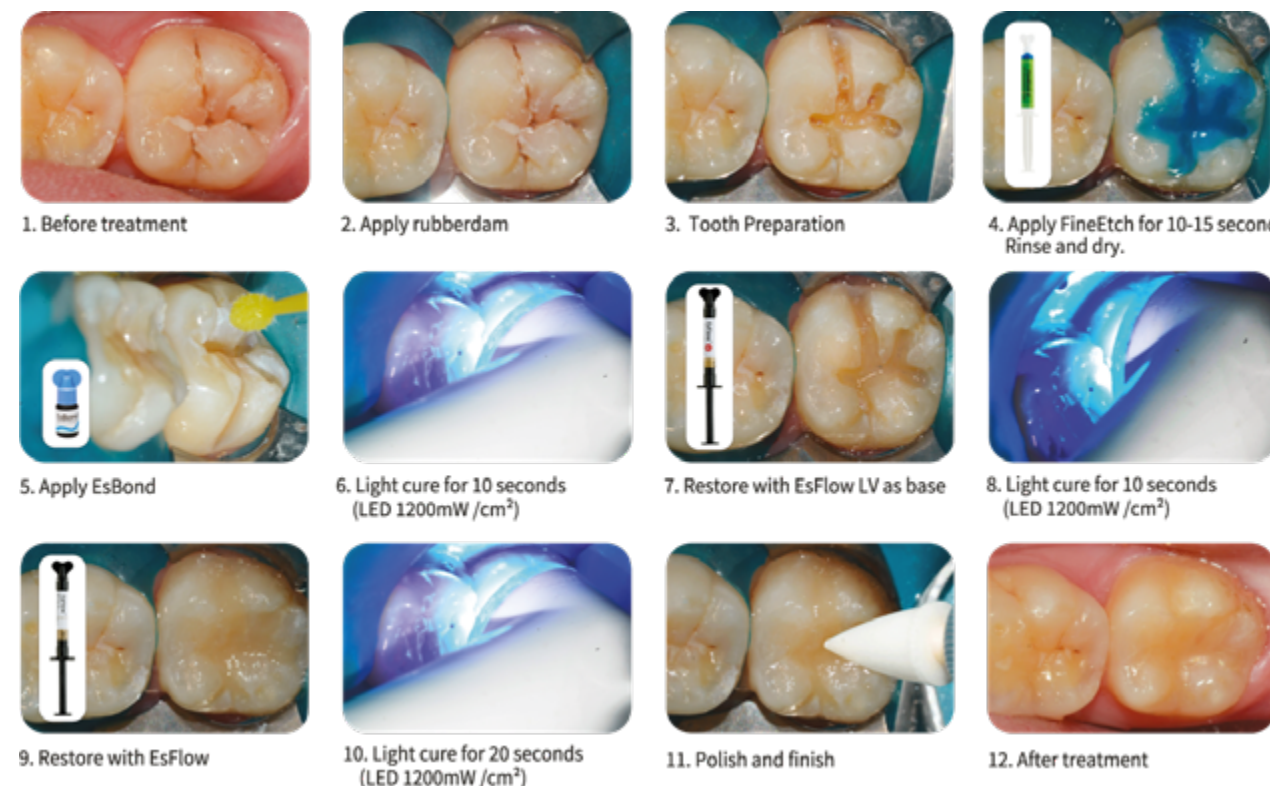 1. Before treatment
2. Apply rubberdam
3. Tooth Preparation
4. Apply FineEtch for 10-15
Rinse and dry.
5. Apply EsBond
6. Light cure for 10 seconds
(LED 1200mW /cm²)
7. Restore with EsFlow LV as base
8. Light cure for 10 seconds
(LED 1200mW /cm²)
9. Restore with EsFlow
10. Light cure for 20 seconds
(LED 1200mW /cm²)
11. Polish and finish
12. After treatment